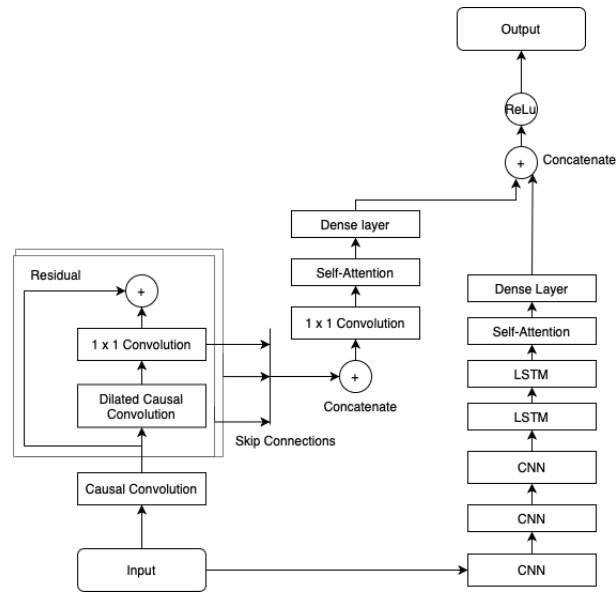 Output
ReLu
+
Concatenate
Dense layer
Self-Attention
1 x 1 Convolution
+
Concatenate
Residual
+
1 x 1 Convolution
Dilated Causal
Convolution
Skip Connections
Causal Convolution
Input
Dense Layer
Self-Attention
LSTM
LSTM
CNN
CNN
CNN